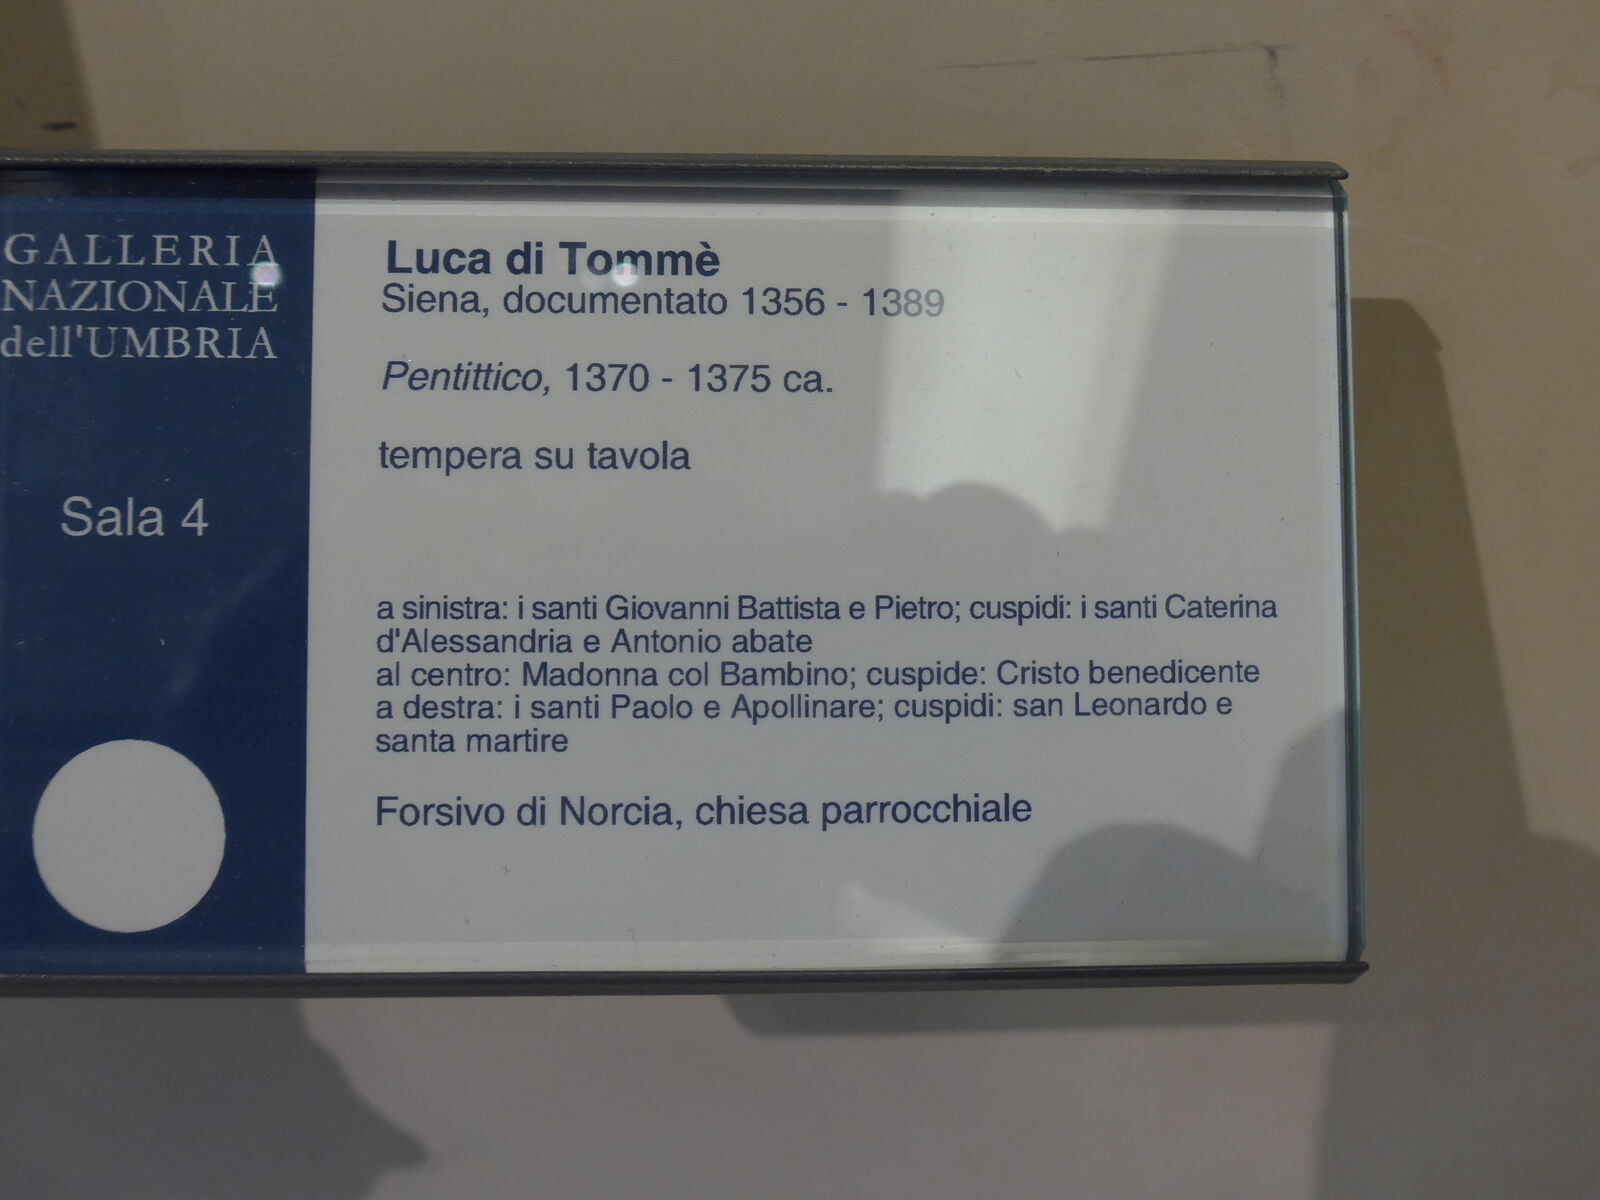 GALLERIA
NAZIONALE
dell'UMBRIA
Sala 4
Luca di Tommè
Siena, documentato 1356 - 1389
Pentittico, 1370 - 1375 ca.
tempera su tavola
a sinistra: i santi Giovanni Battista e Pietro; cuspidi: i santi Caterina
d'Alessandria e Antonio abate
al centro: Madonna col Bambino; cuspide: Cristo benedicente
a destra: i santi Paolo e Apollinare; cuspidi: san Leonardo e
santa martire
Forsivo di Norcia, chiesa parrocchiale